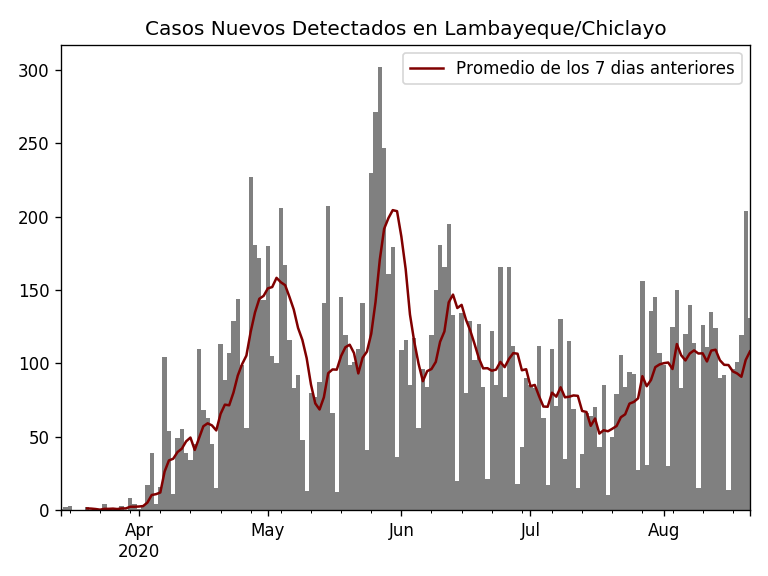 Casos Nuevos Detectados en Lambayeque/Chiclayo
Promedio de los 7 dias anteriores
300
250
200
150
100
50
0
Apr
2020
May
Jun
Jul
Aug